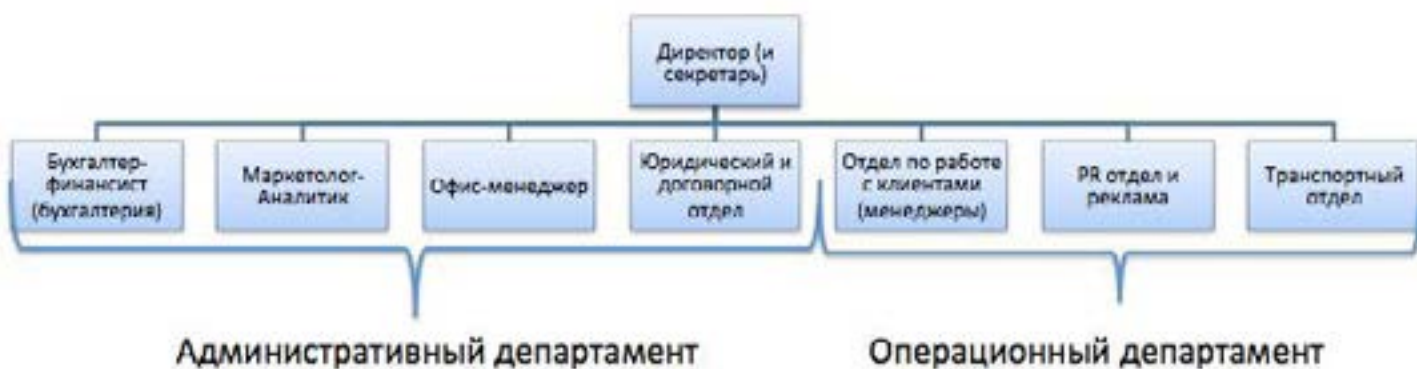 Директор (и
секретарь)
Бухгалтер-
финансист
(бухгалтерия)
Маркетолог-
Аналитик
Офис-менеджер
Юридический и
договорной
отдел
Отдел по работе
с клиентами
(менеджеры)
PR отдел и
реклама
Транспортный
отдел
Административный департамент
Операционный департамент